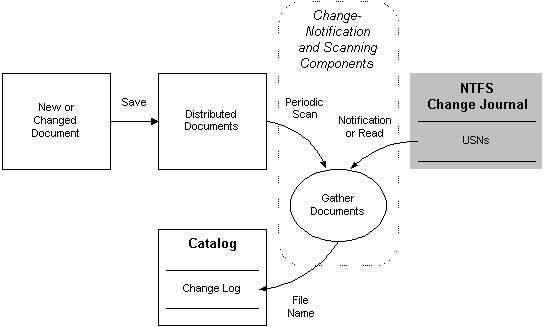 Change-
Notification
and Scanning
Components
New or
Changed
Document
Save
Distributed
Documents
Periodic
Scan
Notification
or Read
NTFS
Change Journal
USNs
Gather
Documents
Catalog
Change Log
File
Name